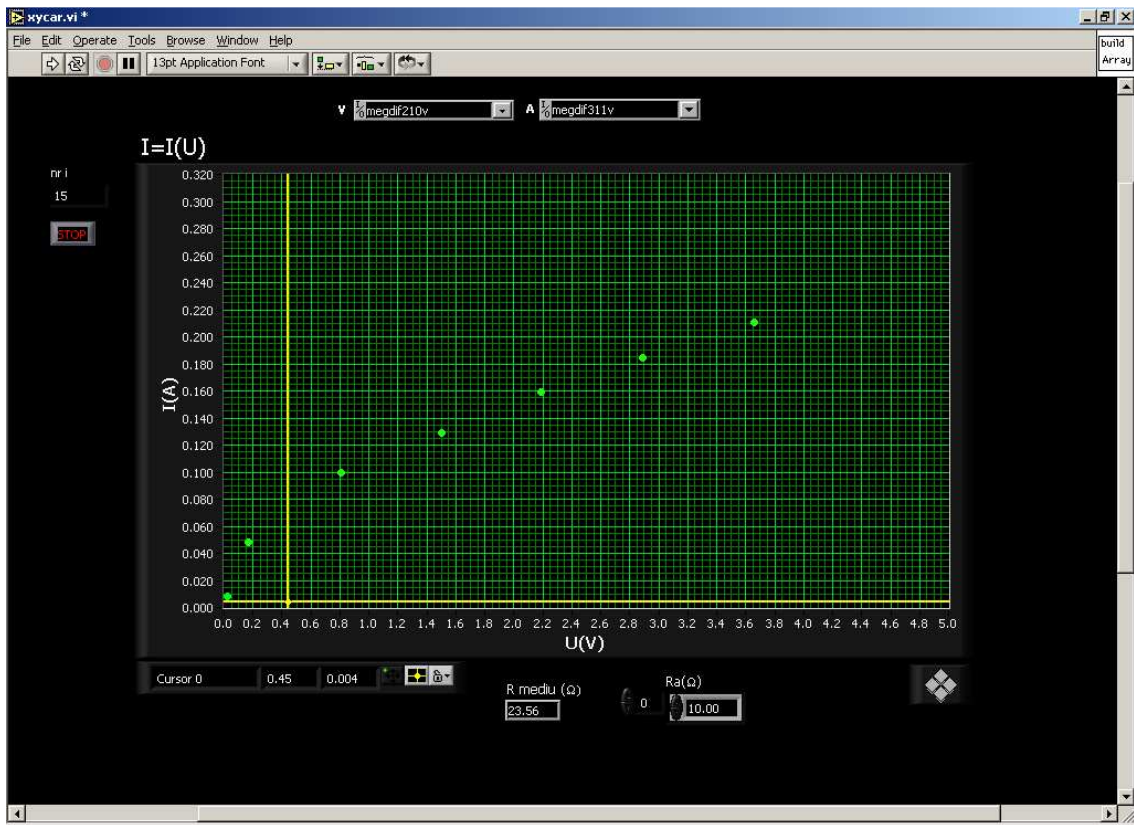 xycar.vi *
File Edit Operate Tools Browse Window Help
13pt Application Font
build
Array
V megdif210v A megdif311v
I=I(U)
nr i
15
STOP
0.320
0.300
0.280
0.260
0.240
0.220
0.200
0.180
0.160
0.140
0.120
0.100
0.080
0.060
0.040
0.020
0.000
I(A)
0.0 0.2 0.4 0.6 0.8 1.0 1.2 1.4 1.6 1.8 2.0 2.2 2.4 2.6 2.8 3.0 3.2 3.4 3.6 3.8 4.0 4.2 4.4 4.6 4.8 5.0
U(V)
Cursor 0 0.45 0.004
R mediu (Ω) Ra(Ω)
23.56 0 10.00